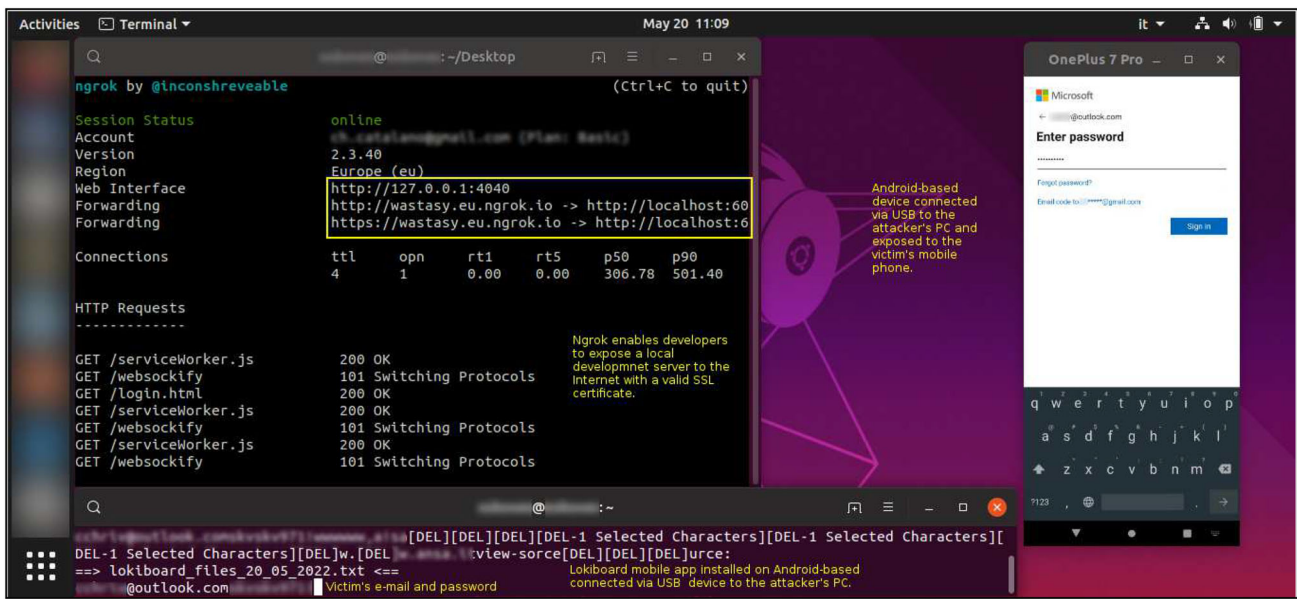 Activities Terminal May 20 11:09 it
@ :~/Desktop
ngrok by @inconshreveable (Ctrl+C to quit)
Session Status online
Account (Plan: Basic)
Version 2.3.40
Region Europe (eu)
Web Interface http://127.0.0.1:4040
Forwarding http://wastasy.eu.ngrok.io -> http://localhost:60
Forwarding https://wastasy.eu.ngrok.io -> http://localhost:6
Connections ttl opn rt1 rt5 p50 p90
4 1 0.00 0.00 306.78 501.40
HTTP Requests
-------------
GET /serviceWorker.js 200 OK
GET /websockify 101 Switching Protocols
GET /login.html 200 OK
GET /serviceWorker.js 200 OK
GET /websockify 101 Switching Protocols
GET /serviceWorker.js 200 OK
GET /websockify 101 Switching Protocols
Ngrok enables developers
to expose a local
developmnet server to the
Internet with a valid SSL
certificate.
Android-based
device connected
via USB to the
attacker's PC and
exposed to the
victim's mobile
phone.
OnePlus 7 Pro
Microsoft
@outlook.com
Enter password
Forgot password?
Email code to *****@gmail.com
Sign in
q w e r t y u i o p
a s d f g h j k l
z x c v b n m
?123 , .
@ :~
[DEL][DEL][DEL][DEL-1 Selected Characters][DEL-1 Selected Characters][
DEL-1 Selected Characters][DEL]w.[DEL view-sorce[DEL][DEL][DEL]urce:
==> lokiboard_files_20_05_2022.txt <==
@outlook.com
Victim's e-mail and password
Lokiboard mobile app installed on Android-based
connected via USB device to the attacker's PC.